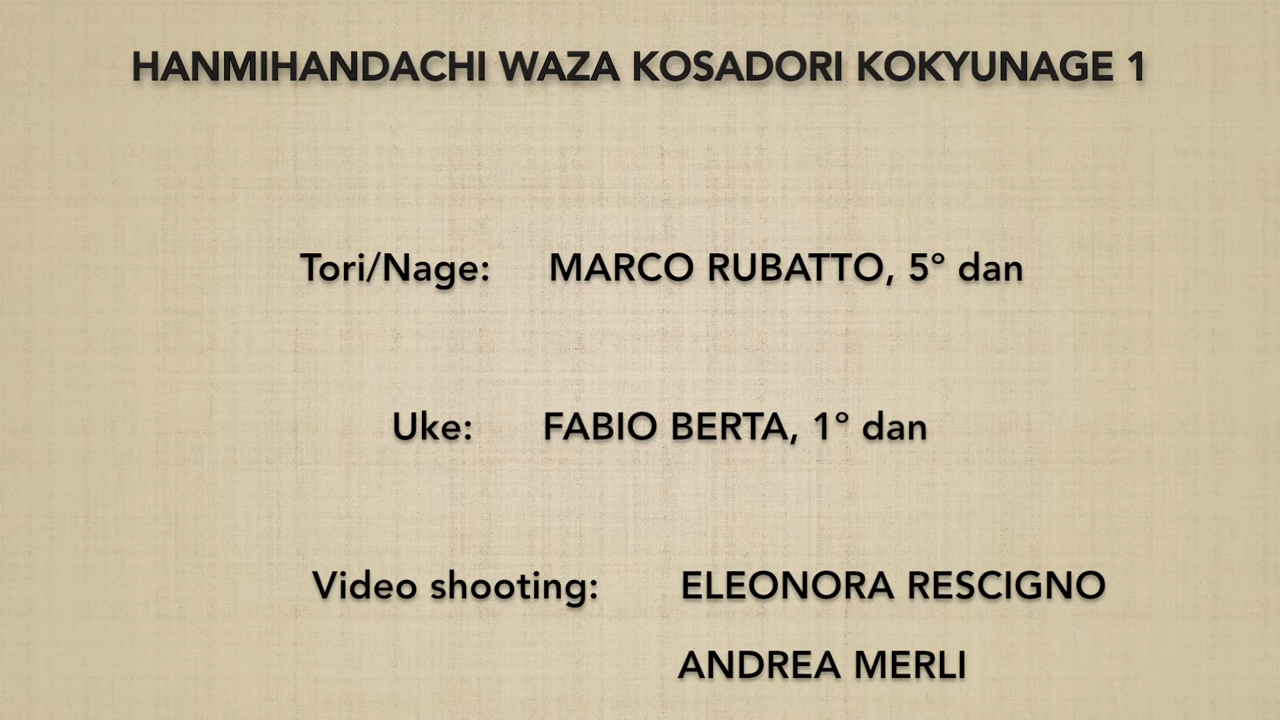 HANMIHANDACHI WAZA KOSADORI KOKYUNAGE 1
Tori/Nage: MARCO RUBATTO, 5° dan
Uke: FABIO BERTA, 1° dan
Video shooting: ELEONORA RESCIGNO
ANDREA MERLI